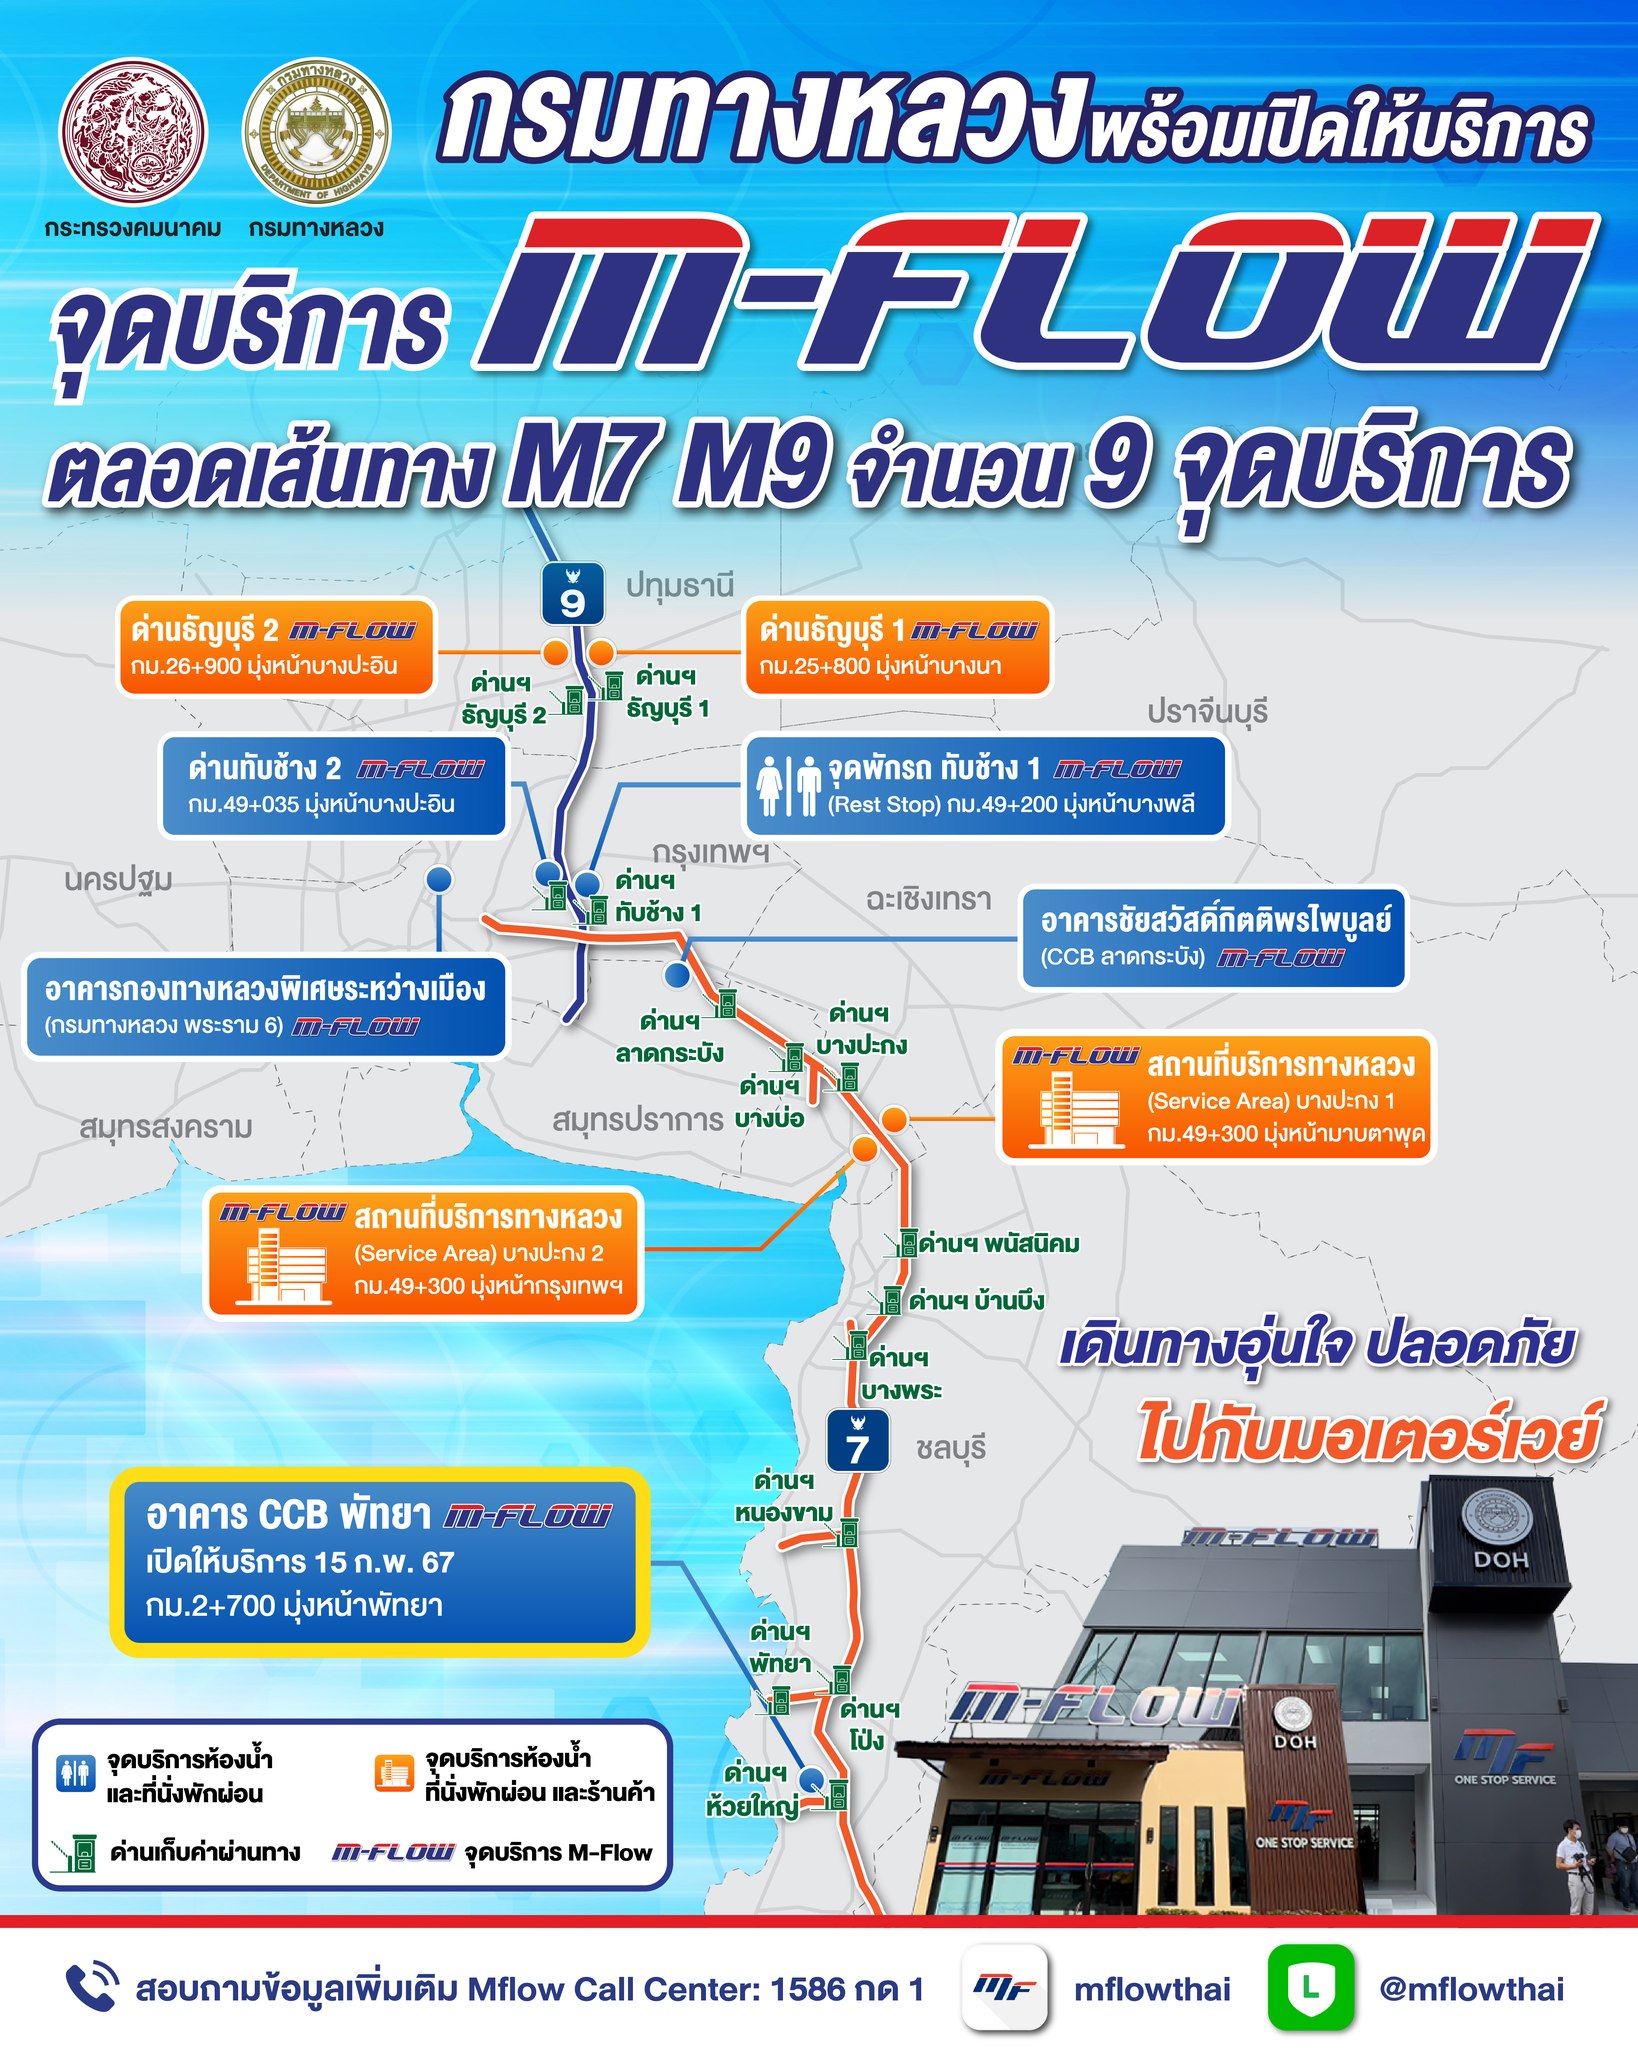 กรมทางหลวงพร้อมเปิดให้บริการ
กรมทางหลวง
DEPARTMENT OF HIGHWAYS
กระทรวงคมนาคม
กรมทางหลวง
จุดบริการ M-FLOW
ตลอดเส้นทาง M7 M9 จำนวน 9 จุดบริการ
9
ปทุมธานี
ด่านธัญบุรี 2 M-FLOW
กม.26+900 มุ่งหน้าบางปะอิน
ด่านธัญบุรี 1 M-FLOW
กม.25+800 มุ่งหน้าบางนา
ด่านฯ
ธัญบุรี 2
ด่านฯ
ธัญบุรี 1
ปราจีนบุรี
ด่านทับช้าง 2 M-FLOW
กม.49+035 มุ่งหน้าบางปะอิน
จุดพักรถ ทับช้าง 1 M-FLOW
(Rest Stop) กม.49+200 มุ่งหน้าบางพลี
นครปฐม
กรุงเทพฯ
ฉะเชิงเทรา
ด่านฯ
ทับช้าง 1
อาคารชัยสวัสดิ์กิตติพรไพบูลย์
(CCB ลาดกระบัง) M-FLOW
อาคารกองทางหลวงพิเศษระหว่างเมือง
(กรมทางหลวง พระราม 6) M-FLOW
ด่านฯ
ลาดกระบัง
ด่านฯ
บางปะกง
ด่านฯ
บางบ่อ
สมุทรสงคราม
สมุทรปราการ
M-FLOW สถานที่บริการทางหลวง
(Service Area) บางปะกง 1
กม.49+300 มุ่งหน้ามาบตาพุด
M-FLOW สถานที่บริการทางหลวง
(Service Area) บางปะกง 2
กม.49+300 มุ่งหน้ากรุงเทพฯ
ด่านฯ พนัสนิคม
ด่านฯ บ้านบึง
ด่านฯ
บางพระ
เดินทางอุ่นใจ ปลอดภัย
ไปกับมอเตอร์เวย์
7
ชลบุรี
ด่านฯ
หนองขาม
อาคาร CCB พัทยา M-FLOW
เปิดให้บริการ 15 ก.พ. 67
กม.2+700 มุ่งหน้าพัทยา
ด่านฯ
พัทยา
ด่านฯ
โป่ง
ด่านฯ
ห้วยใหญ่
M-FLOW
DOH
M-FLOW
DOH
M-FLOW
MF
ONE STOP SERVICE
MF
ONE STOP SERVICE
จุดบริการห้องน้ำ
และที่นั่งพักผ่อน
จุดบริการห้องน้ำ
ที่นั่งพักผ่อน และร้านค้า
ด่านเก็บค่าผ่านทาง
M-FLOW จุดบริการ M-Flow
สอบถามข้อมูลเพิ่มเติม Mflow Call Center: 1586 กด 1
MF
mflowthai
L
@mflowthai